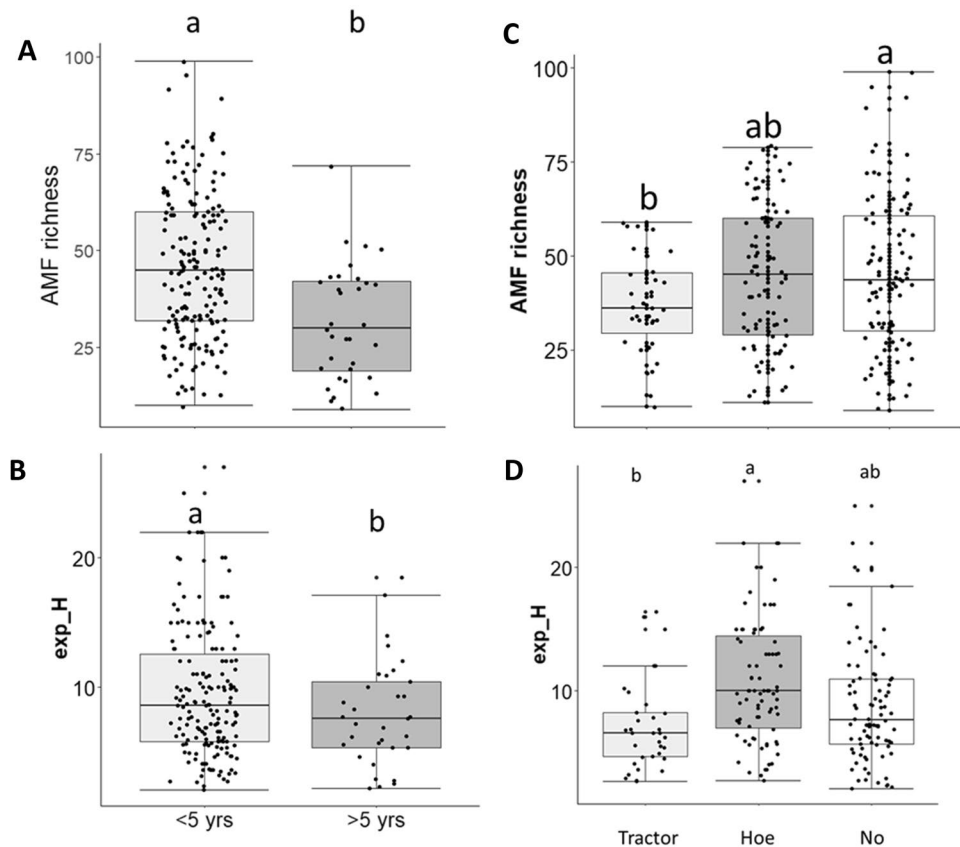 A
a b
100
75
50
25
AMF richness
B
a b
20
10
exp_H
<5 yrs >5 yrs
C
b ab a
100
75
50
25
AMF richness
D
b a ab
20
10
exp_H
Tractor Hoe No